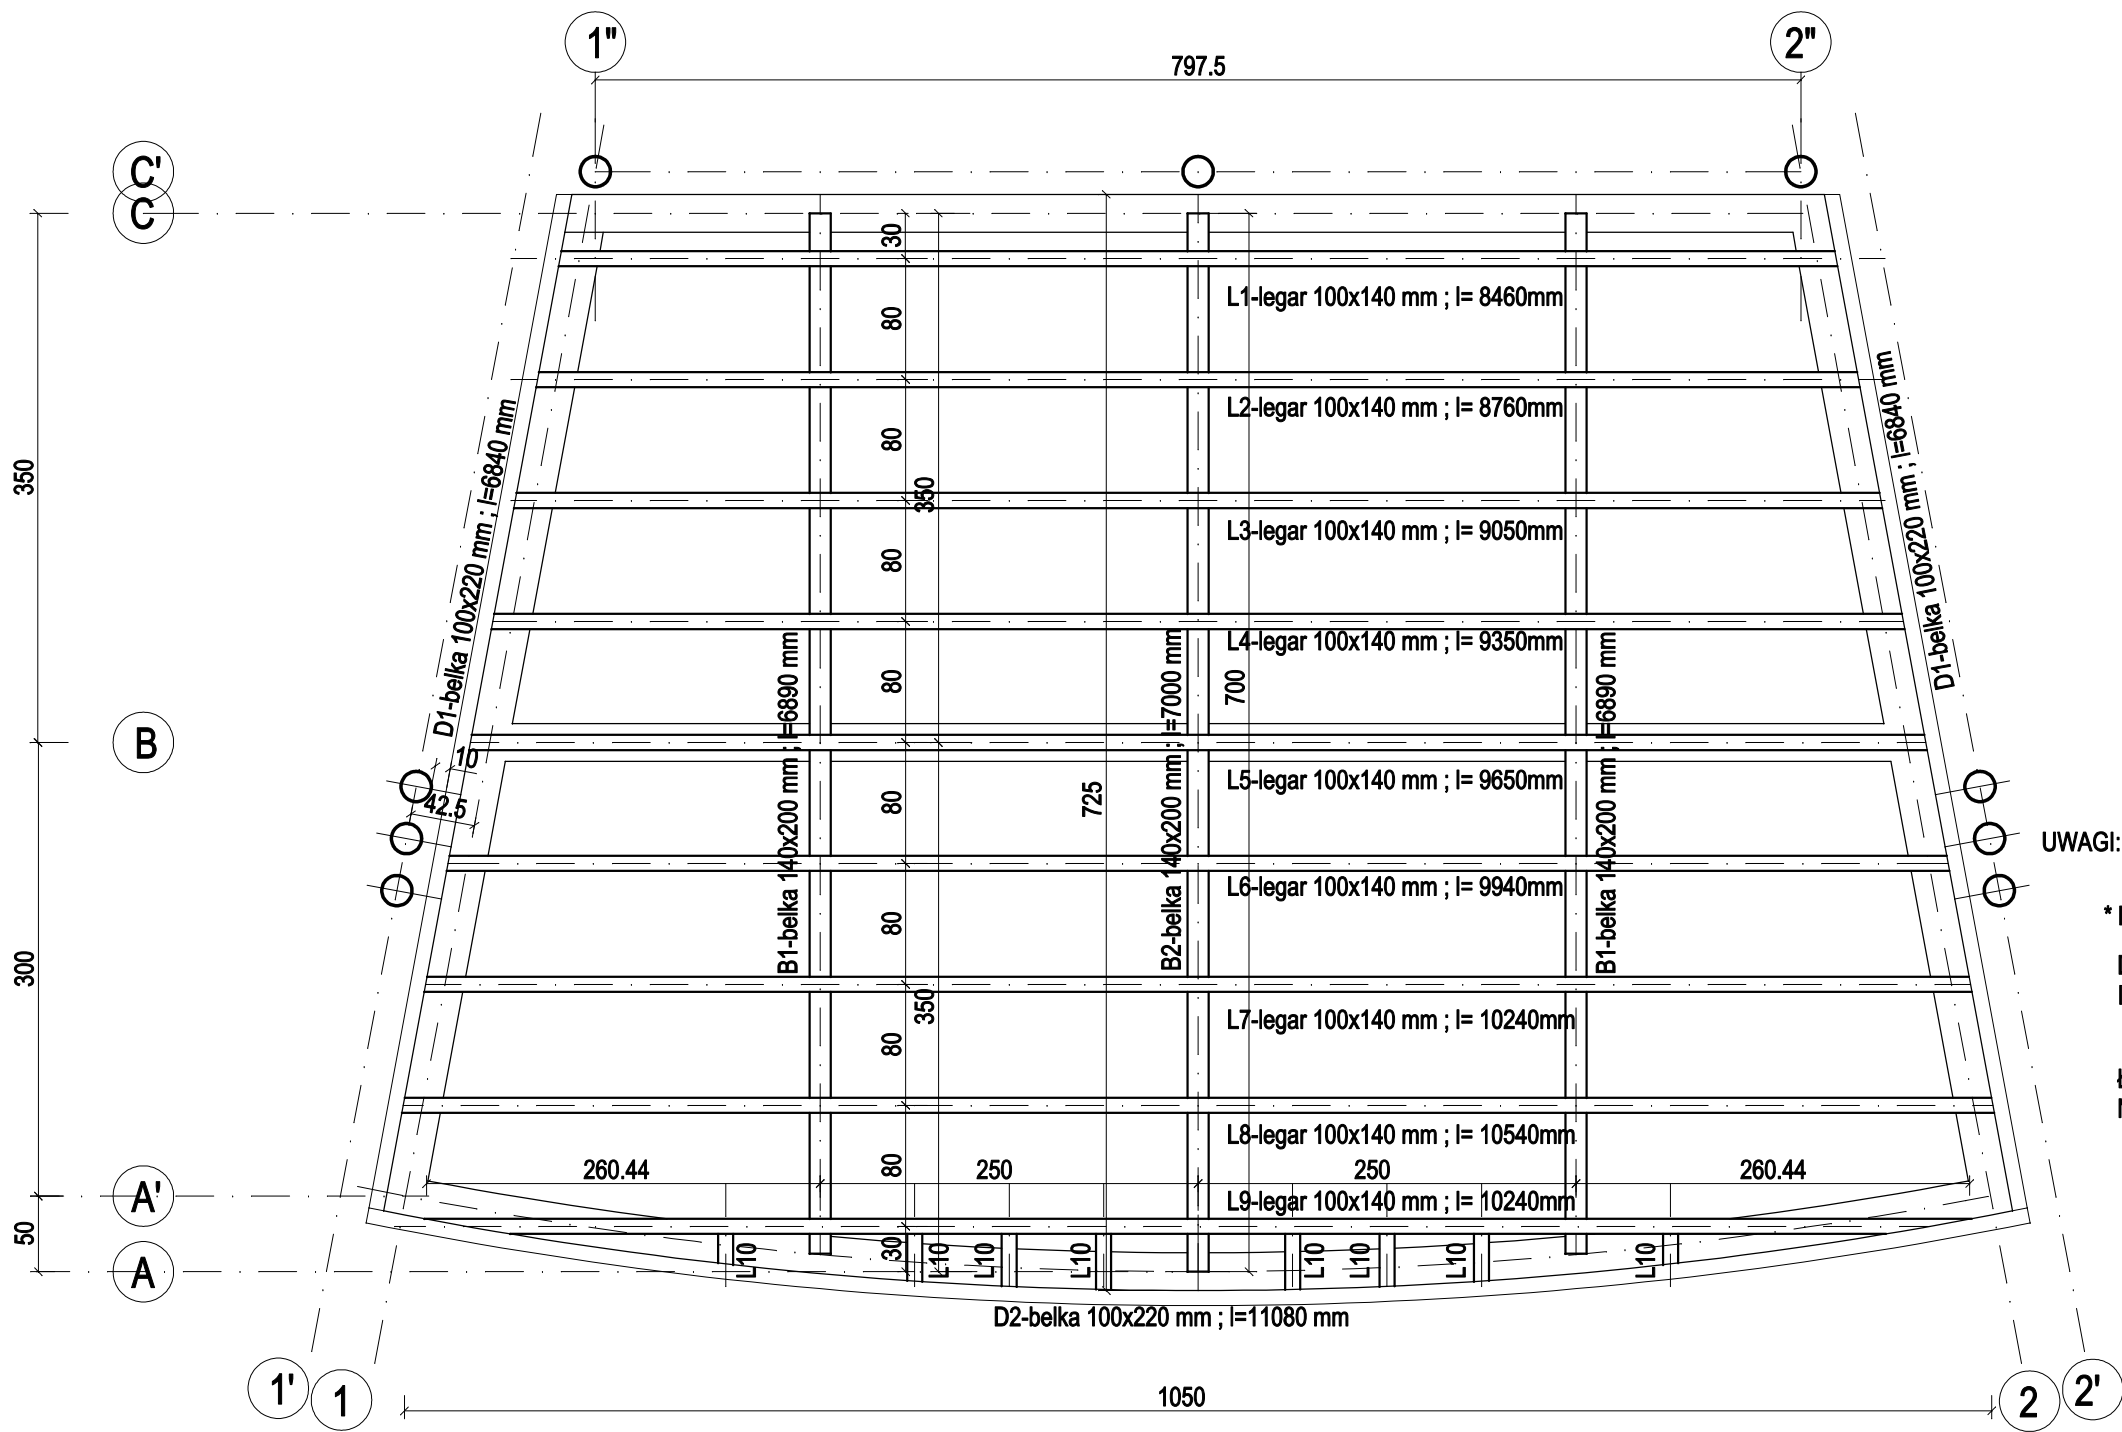 1"
2"
797.5
C'
C
30
L1-legar 100x140 mm ; l= 8460mm
80
L2-legar 100x140 mm ; l= 8760mm
80
350
350
L3-legar 100x140 mm ; l= 9050mm
80
D1-belka 100x220 mm ; l=6840 mm
D1-belka 100x220 mm ; l=6840 mm
L4-legar 100x140 mm ; l= 9350mm
80
700
B
10
L5-legar 100x140 mm ; l= 9650mm
80
725
42.5
B1-belka 140x200 mm ; l=6890 mm
B2-belka 140x200 mm ; l=7000 mm
B1-belka 140x200 mm ; l=6890 mm
UWAGI:
L6-legar 100x140 mm ; l= 9940mm
80
*
300
350
L7-legar 100x140 mm ; l= 10240mm
80
L8-legar 100x140 mm ; l= 10540mm
80
260.44
250
250
260.44
A'
L9-legar 100x140 mm ; l= 10240mm
50
30
L10
L10
L10
L10
L10
L10
L10
L10
A
D2-belka 100x220 mm ; l=11080 mm
1'
1
1050
2
2'